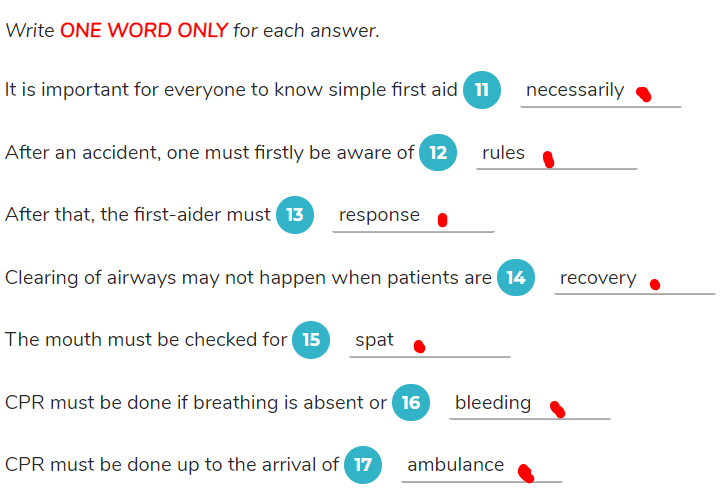 Write ONE WORD ONLY for each answer.
It is important for everyone to know simple first aid 11 necessarily
After an accident, one must firstly be aware of 12 rules
After that, the first-aider must 13 response
Clearing of airways may not happen when patients are 14 recovery
The mouth must be checked for 15 spat
CPR must be done if breathing is absent or 16 bleeding
CPR must be done up to the arrival of 17 ambulance